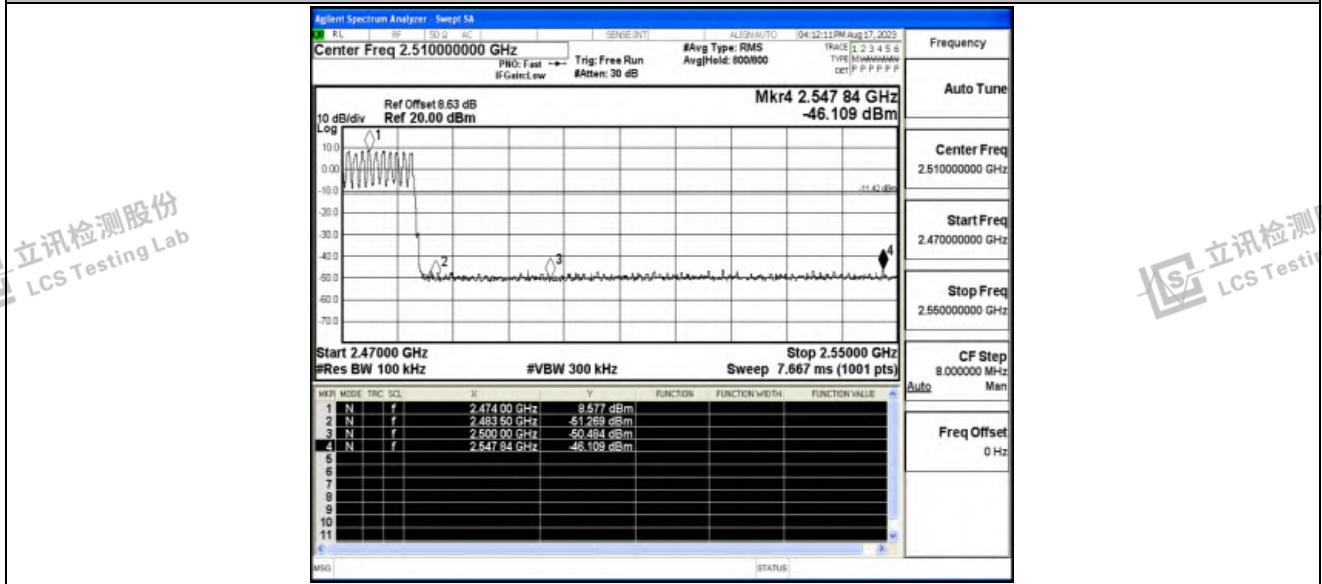 Agilent Spectrum Analyzer - Swept SA
RL RF 50 Ω AC SENSE:INT ALIGN AUTO 04:12:11 PM Aug 17, 2023
Center Freq 2.510000000 GHz
PNO: Fast
IFGain:Low
Trig: Free Run
#Atten: 30 dB
#Avg Type: RMS
Avg|Hold: 800/800
TRACE 1 2 3 4 5 6
TYPE
DET P P P P P P
Mkr4 2.547 84 GHz
-46.109 dBm
Ref Offset 8.63 dB
10 dB/div Ref 20.00 dBm
Log
10.0
0.00
-10.0
-20.0
-30.0
-40.0
-50.0
-60.0
-70.0
1
2
3
4
-11.42 dBm
Start 2.47000 GHz Stop 2.55000 GHz
#Res BW 100 kHz #VBW 300 kHz Sweep 7.667 ms (1001 pts)
MKR MODE TRC SCL X Y FUNCTION FUNCTION WIDTH FUNCTION VALUE
1 N f 2.474 00 GHz 8.577 dBm
2 N f 2.483 50 GHz -51.269 dBm
3 N f 2.500 00 GHz -50.484 dBm
4 N f 2.547 84 GHz -46.109 dBm
5
6
7
8
9
10
11
MSG STATUS
Frequency
Auto Tune
Center Freq
2.510000000 GHz
Start Freq
2.470000000 GHz
Stop Freq
2.550000000 GHz
CF Step
8.000000 MHz
Auto Man
Freq Offset
0 Hz
立讯检测股份
LCS Testing Lab
立讯检测
LCS Testin